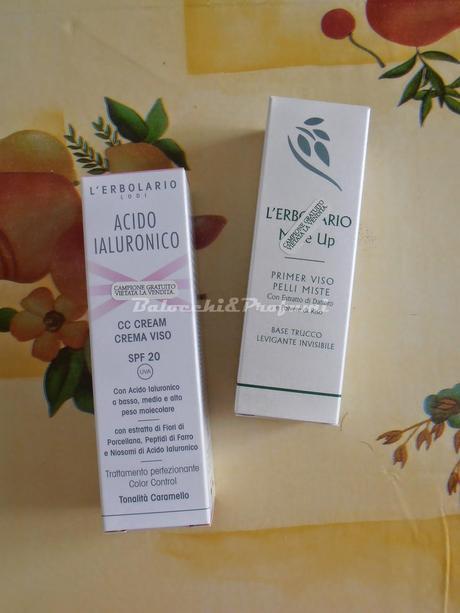 L'ERBOLARIO
LODI
ACIDO
IALURONICO
CAMPIONE GRATUITO
VIETATA LA VENDITA.
CC CREAM
CREMA VISO
SPF 20
UVA
Con Acido Ialuronico
a basso, medio e alto
peso molecolare
con estratto di Fiori di
Porcellana, Peptidi di Farro
e Niosomi di Acido Ialuronico
Trattamento perfezionante
Color Control
Tonalità Caramello
L'ERBOLARIO
Up
CAMPIONE GRATUITO
VIETATA LA VENDITA.
PRIMER VISO
PELLI MISTE
Con Estratto di
di Riso
BASE TRUCCO
LEVIGANTE INVISIBILE
Balocchi&Profumi